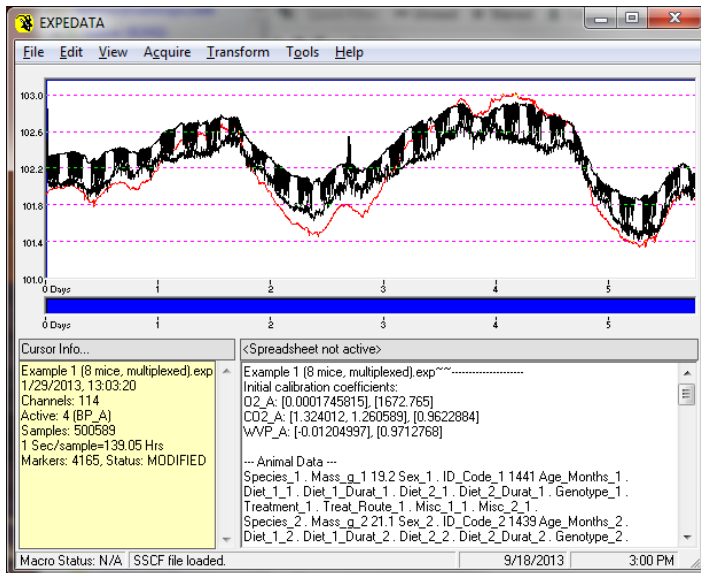 EXPEDATA
File Edit View Acquire Transform Tools Help
103.0
102.6
102.2
101.8
101.4
101.0
0 Days 1 2 3 4 5
0 Days 1 2 3 4 5
Cursor Info...
Example 1 (8 mice, multiplexed).exp
1/29/2013, 13:03:20
Channels: 114
Active: 4 (BP_A)
Samples: 500589
1 Sec/sample=139.05 Hrs
Markers: 4165, Status: MODIFIED
<Spreadsheet not active>
Example 1 (8 mice, multiplexed).exp~~---------------------
Initial calibration coefficients:
O2_A: [0.0001745815], [1672.765]
CO2_A: [1.324012, 1.260589], [0.9622884]
WVP_A: [-0.01204997], [0.9712768]
--- Animal Data ---
Species_1 . Mass_g_1 19.2 Sex_1 . ID_Code_1 1441 Age_Months_1 .
Diet_1_1 . Diet_1_Durat_1 . Diet_2_1 . Diet_2_Durat_1 . Genotype_1 .
Treatment_1 . Treat_Route_1 . Misc_1_1 . Misc_2_1 .
Species_2 . Mass_g_2 21.1 Sex_2 . ID_Code_2 1439 Age_Months_2 .
Diet_1_2 . Diet_1_Durat_2 . Diet_2_2 . Diet_2_Durat_2 . Genotype_2 .
Macro Status: N/A SSCF file loaded. 9/18/2013 3:00 PM